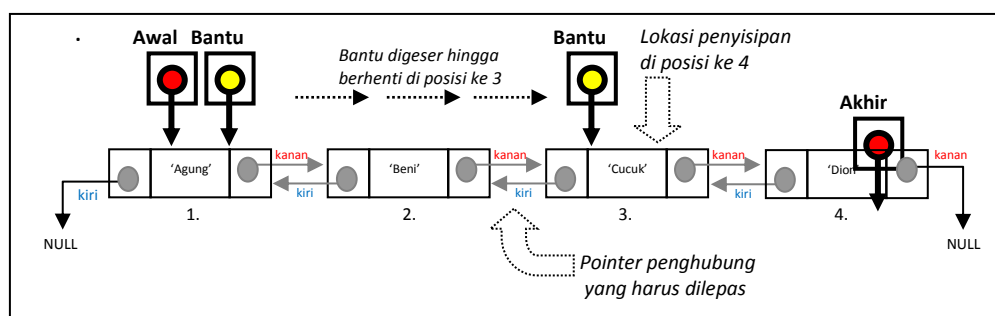 Awal Bantu
Bantu digeser hingga
berhenti di posisi ke 3
Bantu
Lokasi penyisipan
di posisi ke 4
Akhir
kanan
kanan
kanan
kanan
'Agung'
'Beni'
'Cucuk'
'Dion'
kiri
kiri
kiri
kiri
1.
2.
3.
4.
NULL
NULL
Pointer penghubung
yang harus dilepas